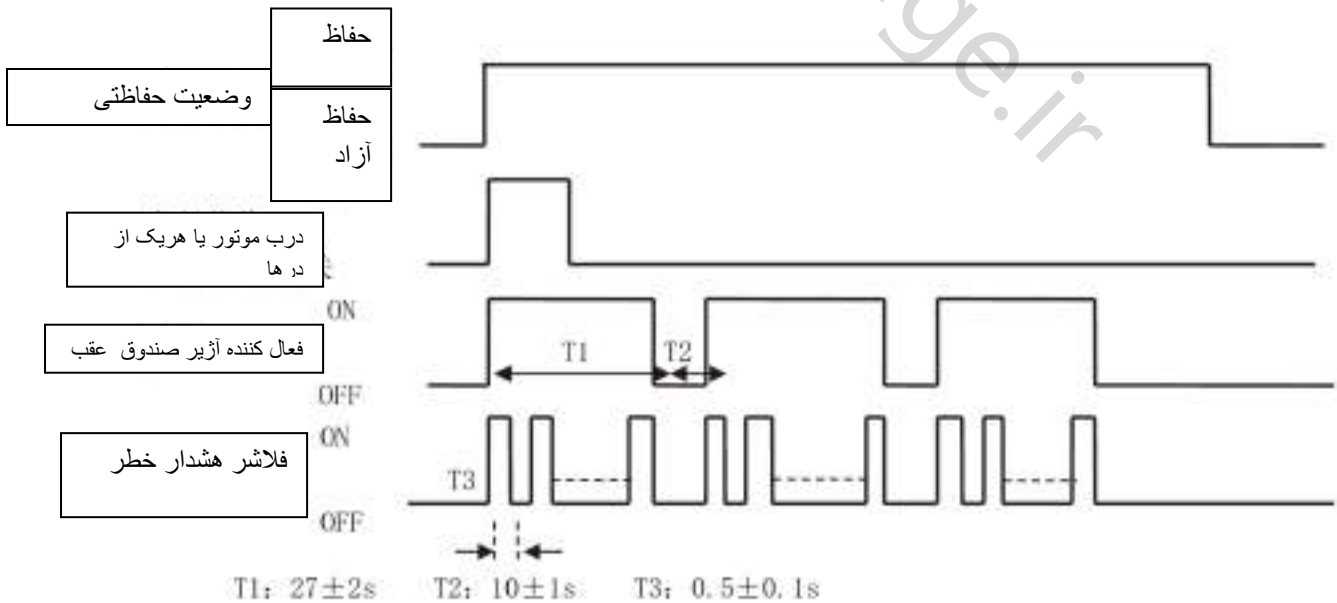 حفاظ
وضعیت حفاظتی
حفاظ
آزاد
درب موتور یا هریک از
در ها
ON
فعال کننده آژیر صندوق عقب
T1 T2
OFF
ON
فلاشر هشدار خطر
T3
OFF
T1: 27±2s T2: 10±1s T3: 0.5±0.1s